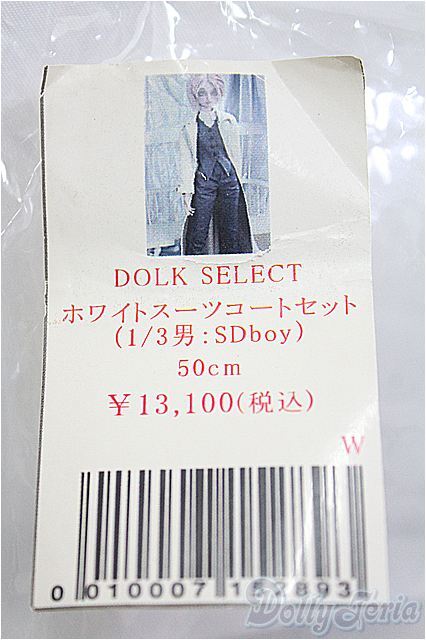 DOLK SELECT
ホワイトスーツコートセット
(1/3男:SDboy)
50cm
￥13,100(税込)
W
DollyTeria